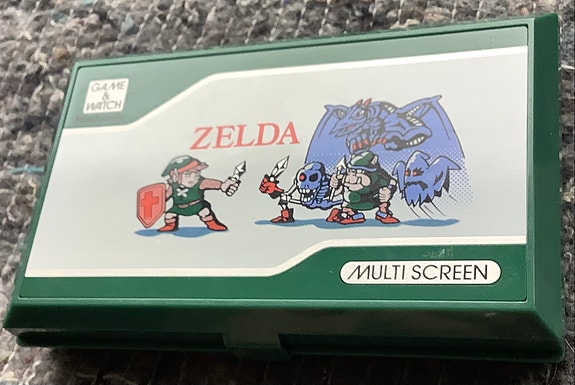 GAME
&
WATCH
ZELDA
MULTI SCREEN